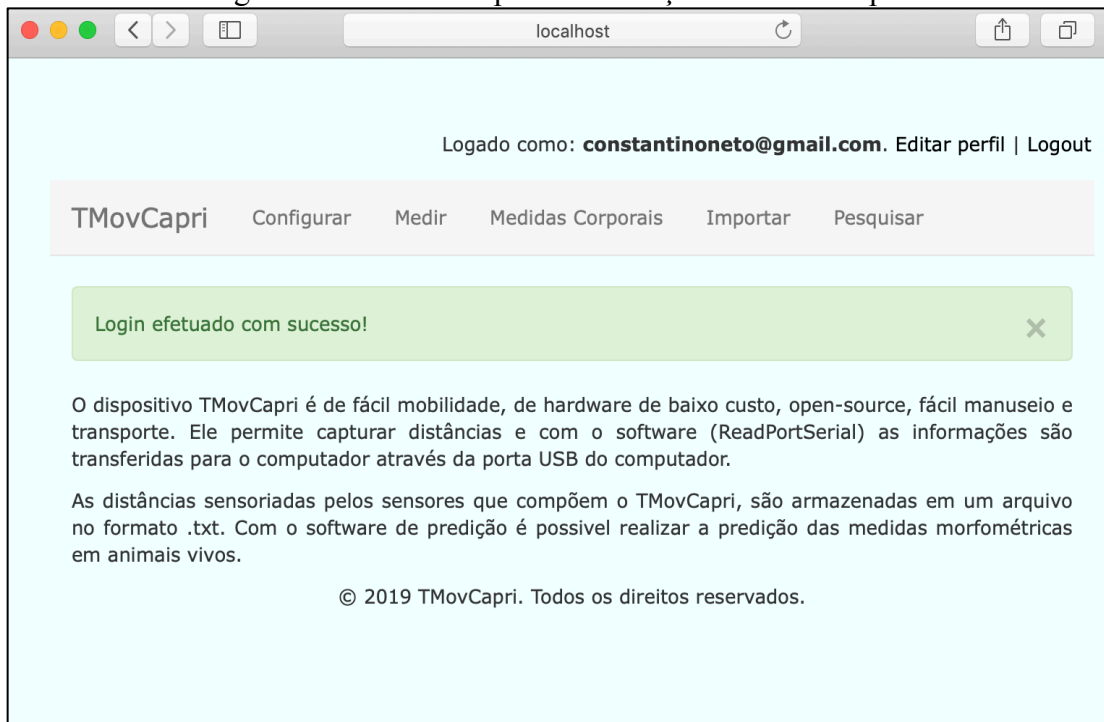 localhost
Logado como: constantinoneto@gmail.com. Editar perfil | Logout
TMovCapri Configurar Medir Medidas Corporais Importar Pesquisar
Login efetuado com sucesso! ×
O dispositivo TMovCapri é de fácil mobilidade, de hardware de baixo custo, open-source, fácil manuseio e
transporte. Ele permite capturar distâncias e com o software (ReadPortSerial) as informações são
transferidas para o computador através da porta USB do computador.
As distâncias sensoriadas pelos sensores que compõem o TMovCapri, são armazenadas em um arquivo
no formato .txt. Com o software de predição é possivel realizar a predição das medidas morfométricas
em animais vivos.
© 2019 TMovCapri. Todos os direitos reservados.